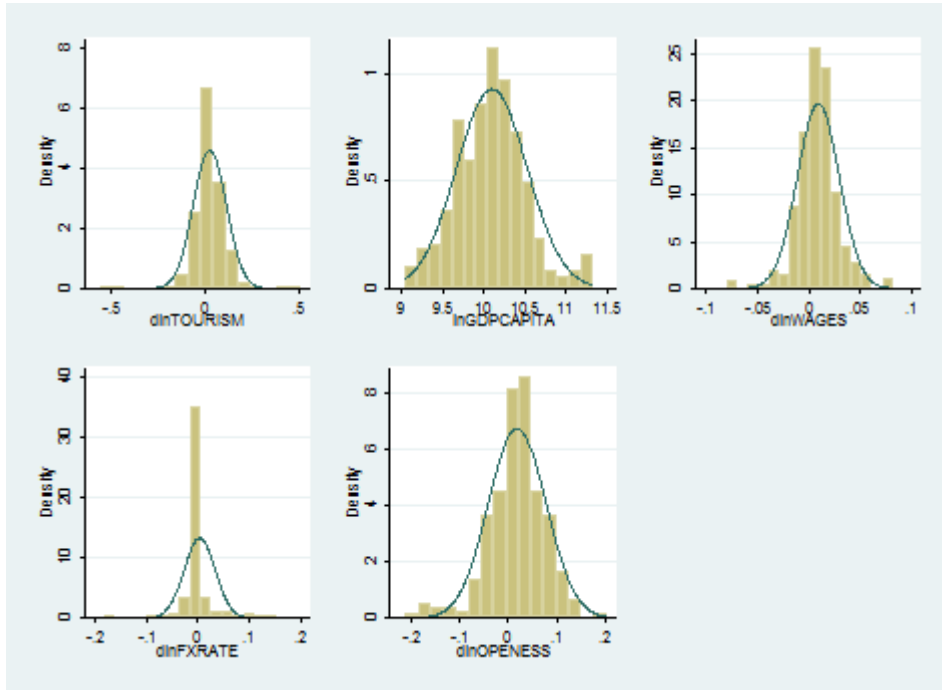 8
6
4
2
0
Density
-.5 0 .5
dlnTOURISM
1
.5
0
Density
9 9.5 10 10.5 11 11.5
lnGDPCAPITA
25
20
15
10
5
0
Density
-.1 -.05 0 .05 .1
dlnWAGES
40
30
20
10
0
Density
-.2 -.1 0 .1 .2
dlnFXRATE
8
6
4
2
0
Density
-.2 -.1 0 .1 .2
dlnOPENESS